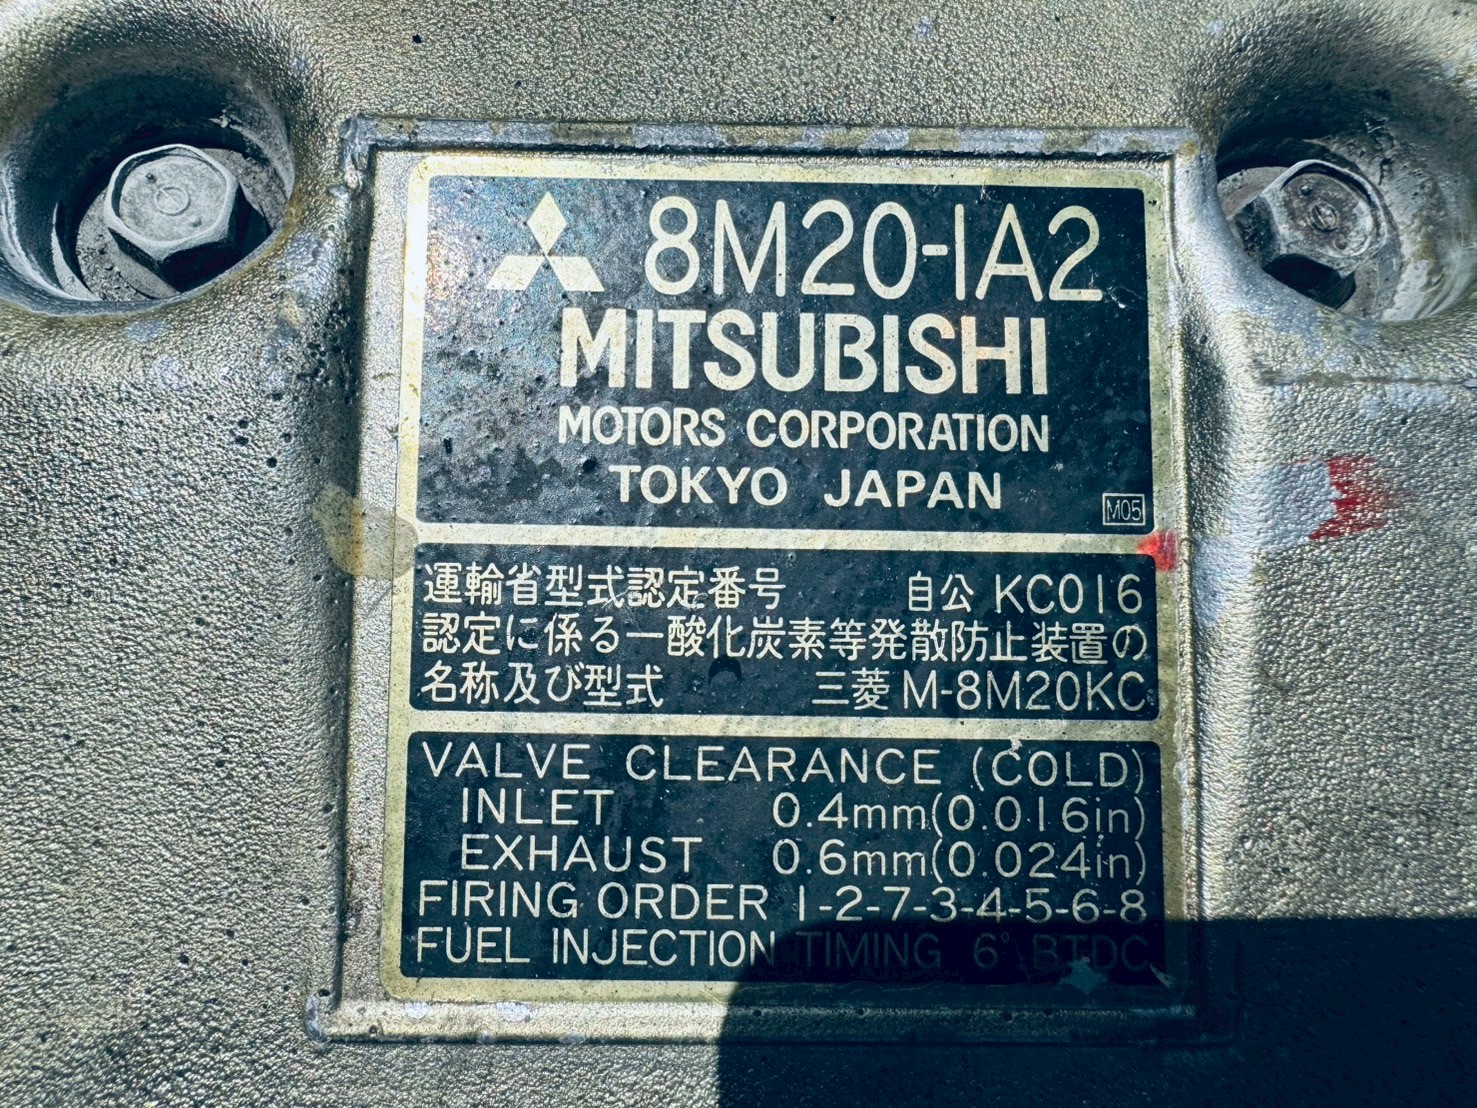 8M20-1A2
MITSUBISHI
MOTORS CORPORATION
TOKYO JAPAN
M05
運輸省型式認定番号 自公 KC016
認定に係る一酸化炭素等発散防止装置の
名称及び型式 三菱 M-8M20KC
VALVE CLEARANCE (COLD)
INLET 0.4mm(0.016in)
EXHAUST 0.6mm(0.024in)
FIRING ORDER 1-2-7-3-4-5-6-8
FUEL INJECTION TIMING 6° BTDC